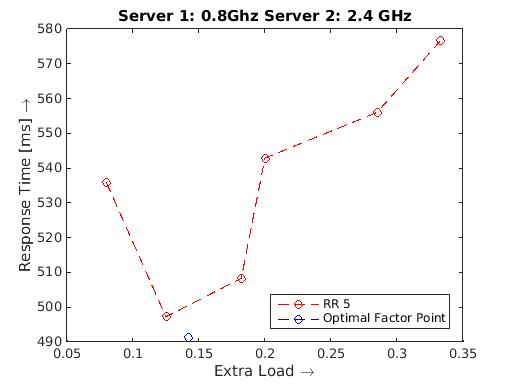 Server 1: 0.8Ghz Server 2: 2.4 GHz
580
570
560
550
540
530
520
510
500
490
Response Time [ms] →
0.05 0.1 0.15 0.2 0.25 0.3 0.35
Extra Load →
RR 5
Optimal Factor Point